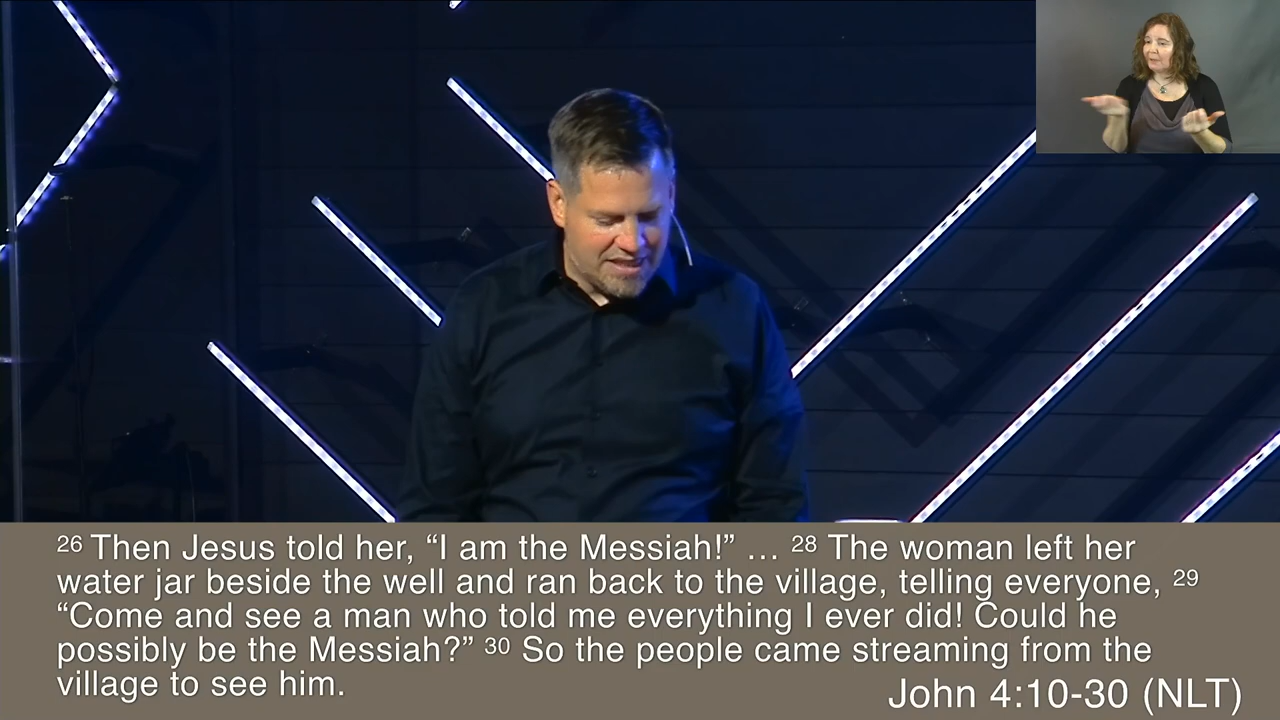 26 Then Jesus told her, “I am the Messiah!” … 28 The woman left her
water jar beside the well and ran back to the village, telling everyone, 29
“Come and see a man who told me everything I ever did! Could he
possibly be the Messiah?” 30 So the people came streaming from the
village to see him.
John 4:10-30 (NLT)